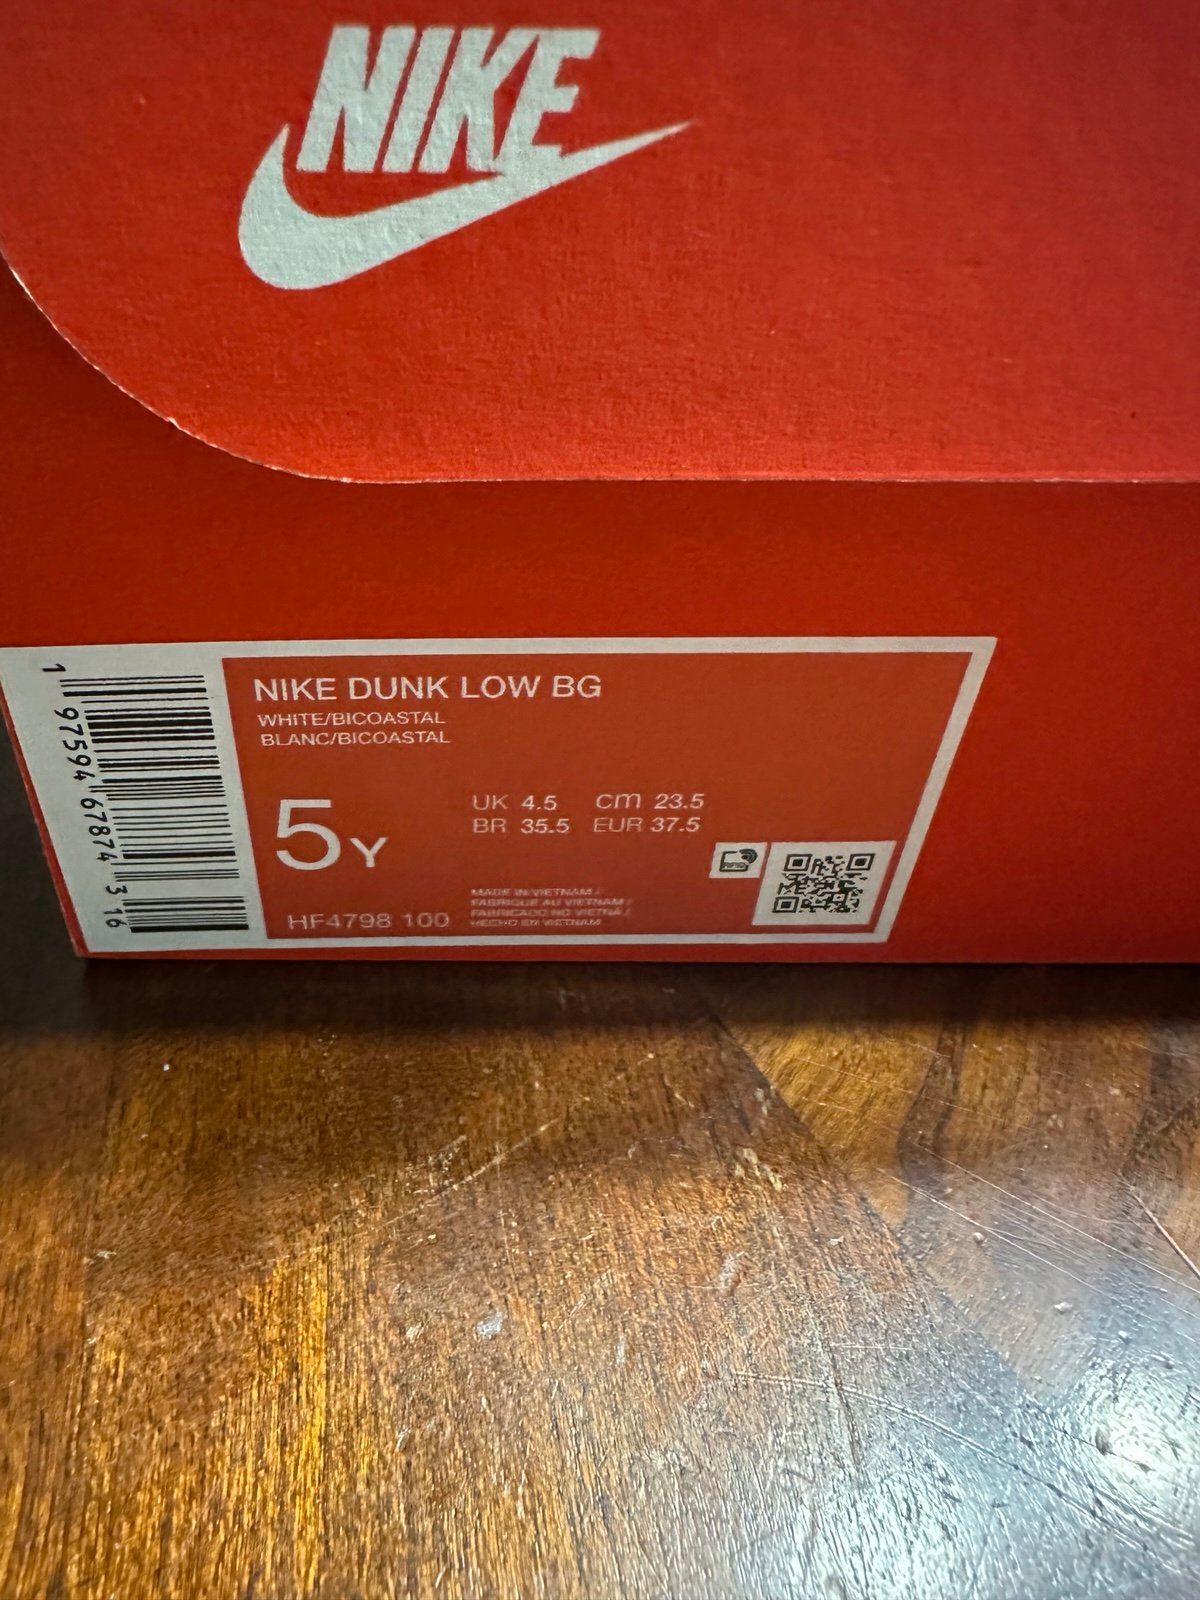 NIKE
NIKE DUNK LOW BG
WHITE/BICOASTAL
BLANC/BICOASTAL
5Y
UK 4.5 cm 23.5
BR 35.5 EUR 37.5
MADE IN VIETNAM /
FABRIQUE AU VIETNAM /
FABRICADO NO VIETNÃ /
HECHO EN VIETNAM
HF4798 100
1 97594 67874 3 16